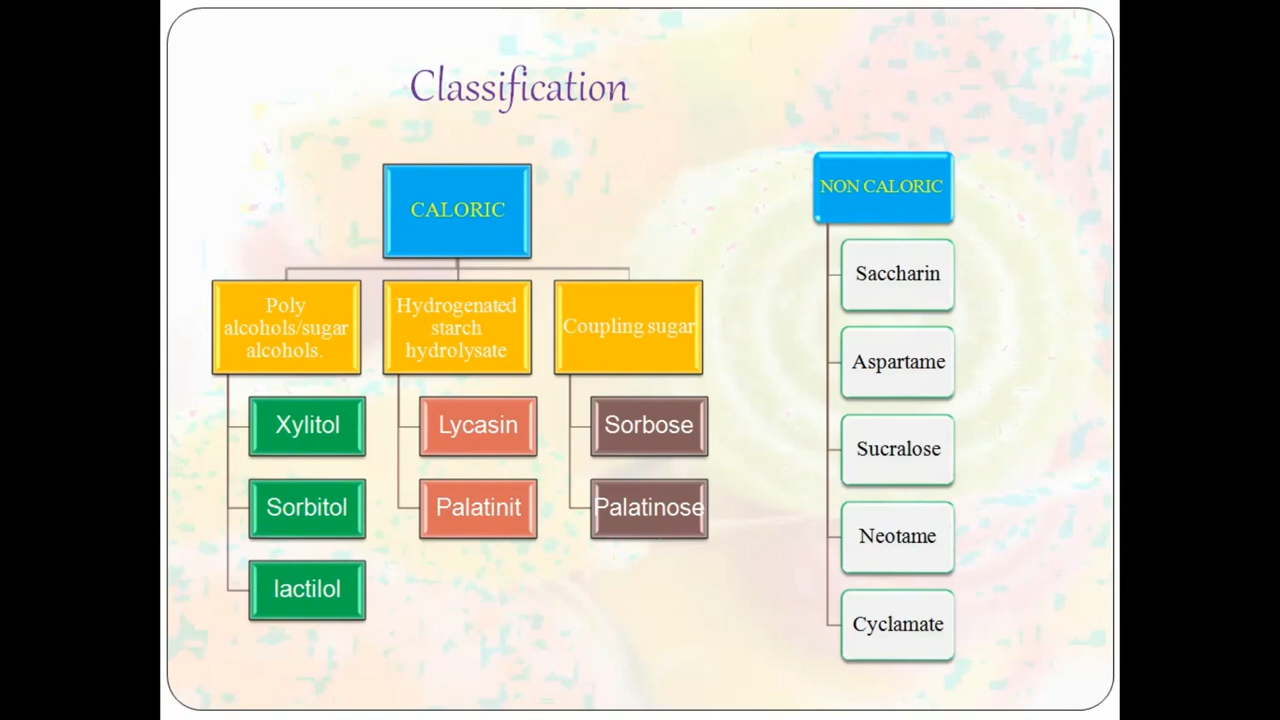 Classification
CALORIC
Poly
alcohols/sugar
alcohols.
Xylitol
Sorbitol
lactilol
Hydrogenated
starch
hydrolysate
Lycasin
Palatinit
Coupling sugar
Sorbose
Palatinose
NON CALORIC
Saccharin
Aspartame
Sucralose
Neotame
Cyclamate